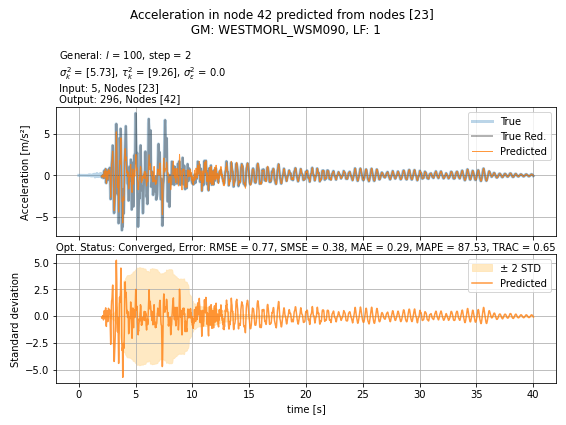 Acceleration in node 42 predicted from nodes [23]
GM: WESTMORL_WSM090, LF: 1
General: l = 100, step = 2
σ²ₖ = [5.73], τ²ₖ = [9.26], σ²ₑ = 0.0
Input: 5, Nodes [23]
Output: 296, Nodes [42]
Acceleration [m/s²]
5
0
−5
True
True Red.
Predicted
Opt. Status: Converged, Error: RMSE = 0.77, SMSE = 0.38, MAE = 0.29, MAPE = 87.53, TRAC = 0.65
Standard deviation
5.0
2.5
0.0
−2.5
−5.0
± 2 STD
Predicted
0 5 10 15 20 25 30 35 40
time [s]